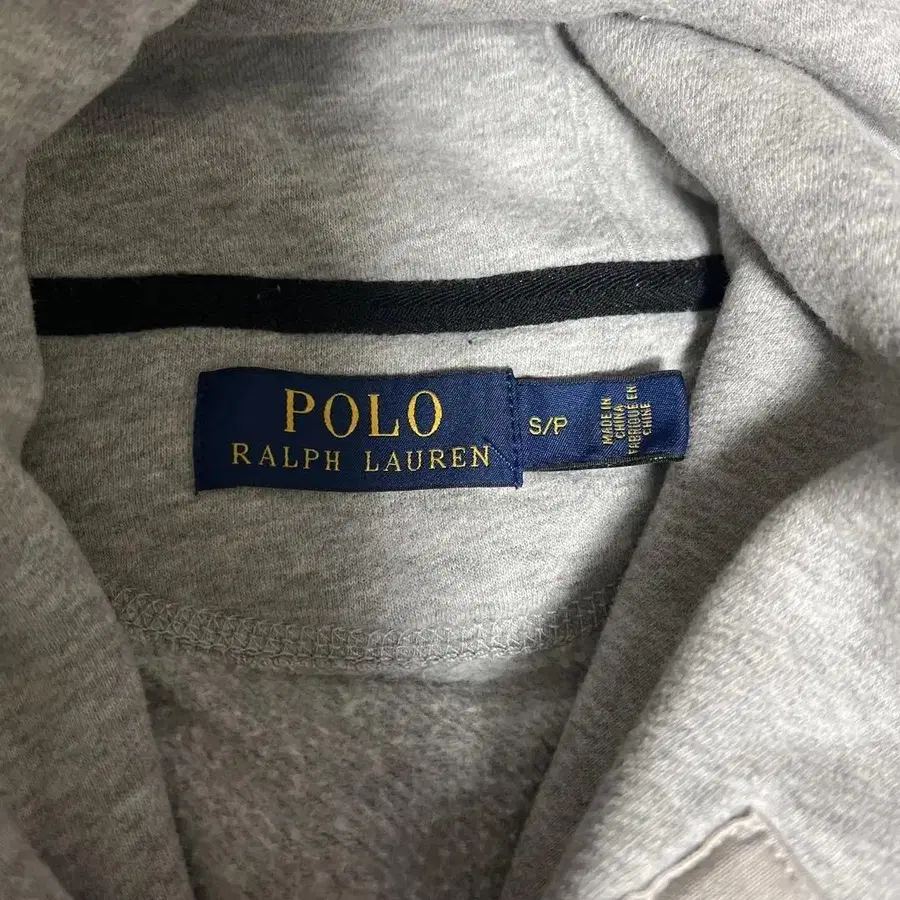 POLO
RALPH LAUREN
S/P
MADE IN
CHINA
FABRIQUÉ EN
CHINE